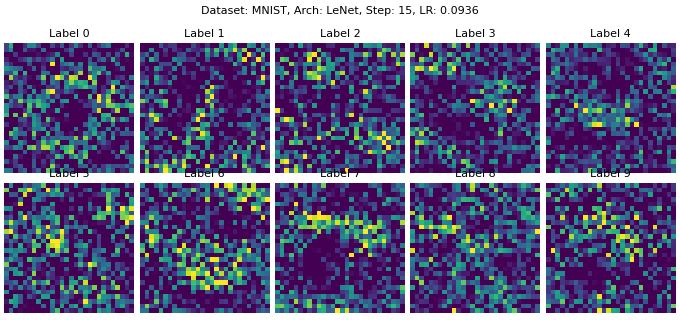 Dataset: MNIST, Arch: LeNet, Step: 15, LR: 0.0936
Label 0
Label 1
Label 2
Label 3
Label 4
Label 5
Label 6
Label 7
Label 8
Label 9